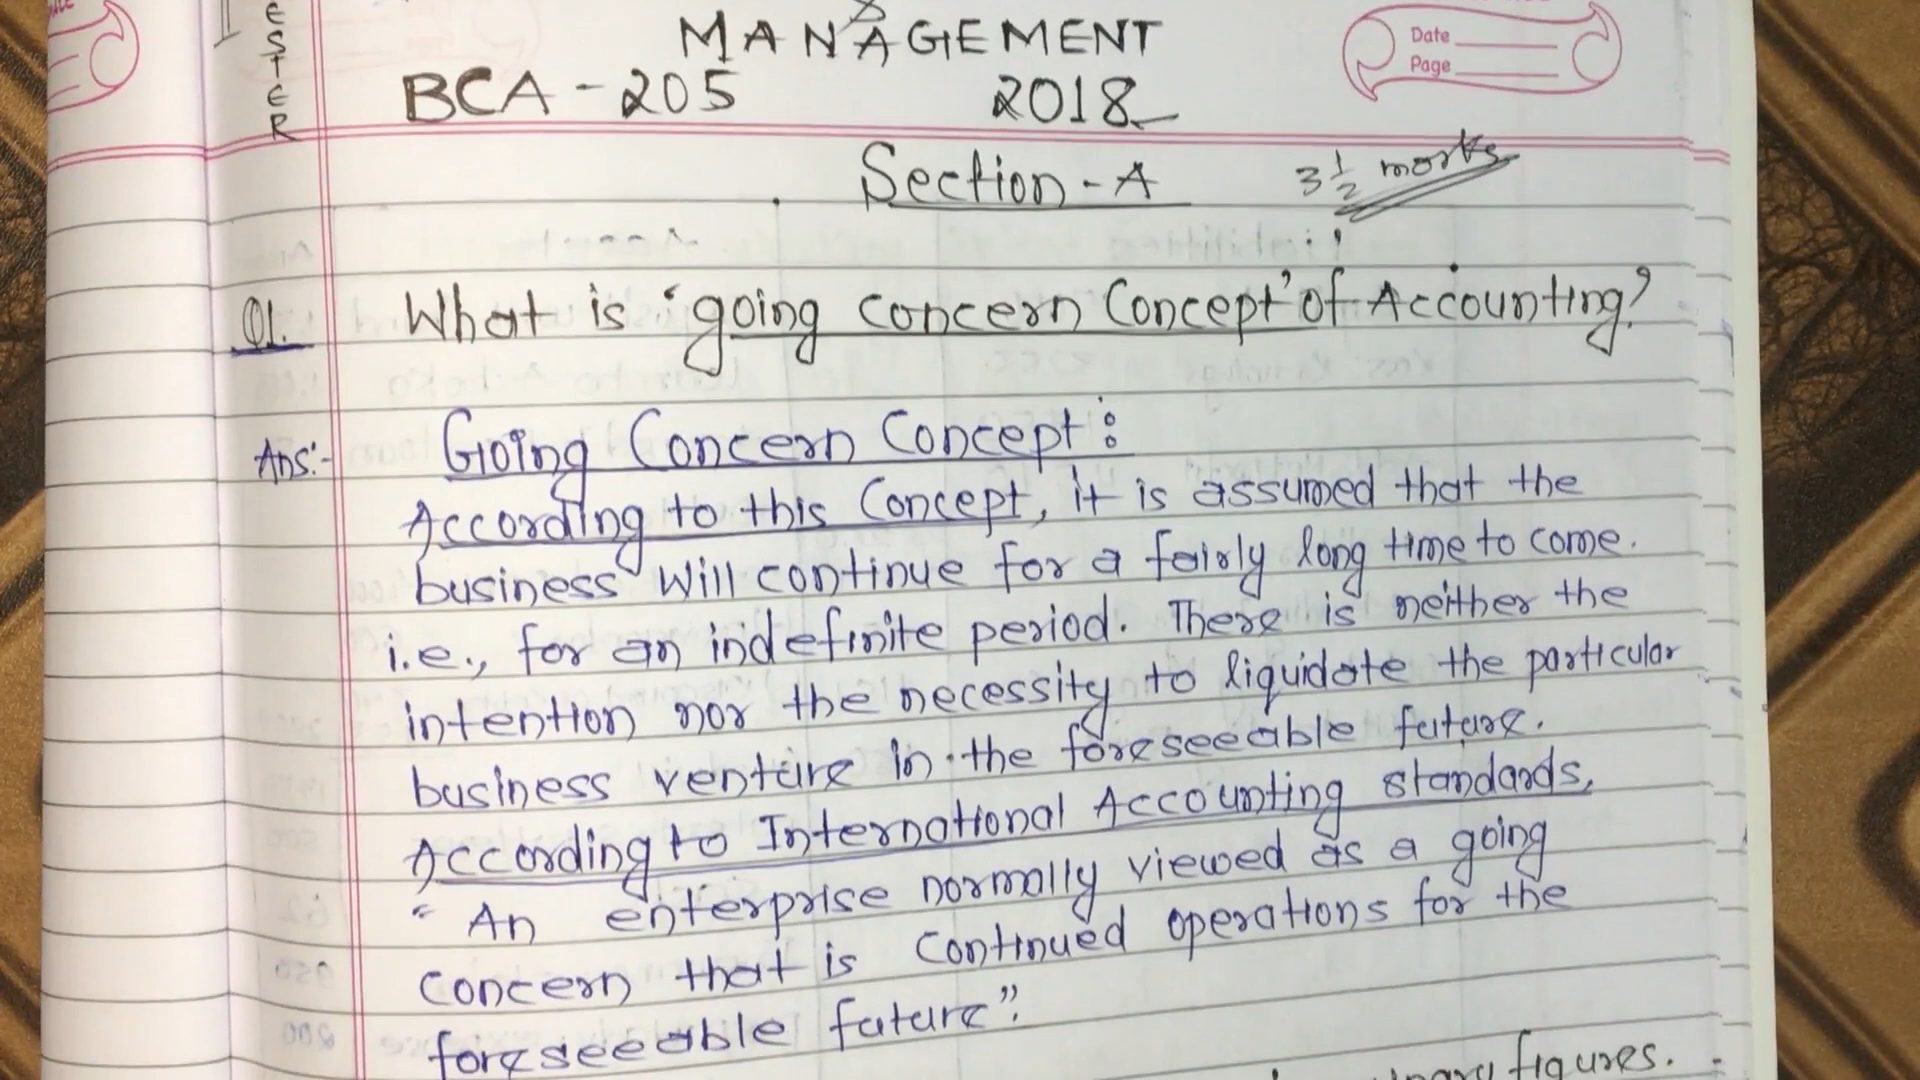 ESTER
MANAGEMENT
BCA - 205 2018
Date
Page
Section - A 3 1/2 marks
Q1. What is 'going concern Concept' of Accounting?
Ans:- Going Concern Concept:
According to this Concept, it is assumed that the
business will continue for a fairly long time to come.
i.e., for an indefinite period. There is neither the
intention nor the necessity to liquidate the particular
business venture in the foreseeable future.
According to International Accounting standards,
"An enterprise normally viewed as a going
concern that is continued operations for the
foreseeable future".
figures.